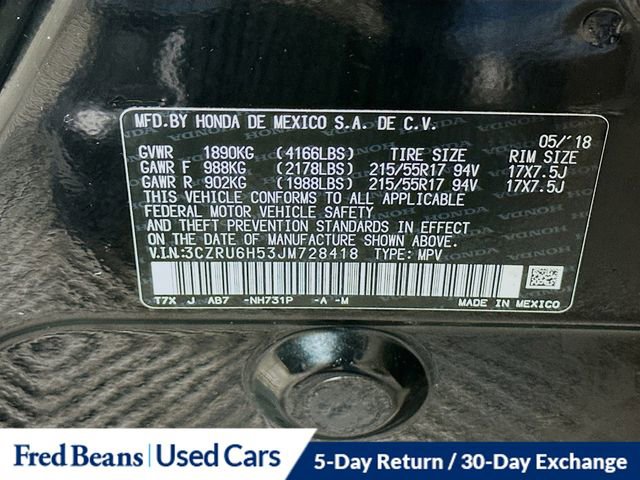 MFD.BY HONDA DE MEXICO S.A. DE C.V.
05/'18
GVWR 1890KG (4166LBS) TIRE SIZE RIM SIZE
GAWR F 988KG (2178LBS) 215/55R17 94V 17X7.5J
GAWR R 902KG (1988LBS) 215/55R17 94V 17X7.5J
THIS VEHICLE CONFORMS TO ALL APPLICABLE
FEDERAL MOTOR VEHICLE SAFETY
AND THEFT PREVENTION STANDARDS IN EFFECT
ON THE DATE OF MANUFACTURE SHOWN ABOVE.
V.I.N:3CZRU6H53JM728418 TYPE: MPV
T7X J AB7 -NH731P -A -M MADE IN MEXICO
Fred Beans | Used Cars
5-Day Return / 30-Day Exchange